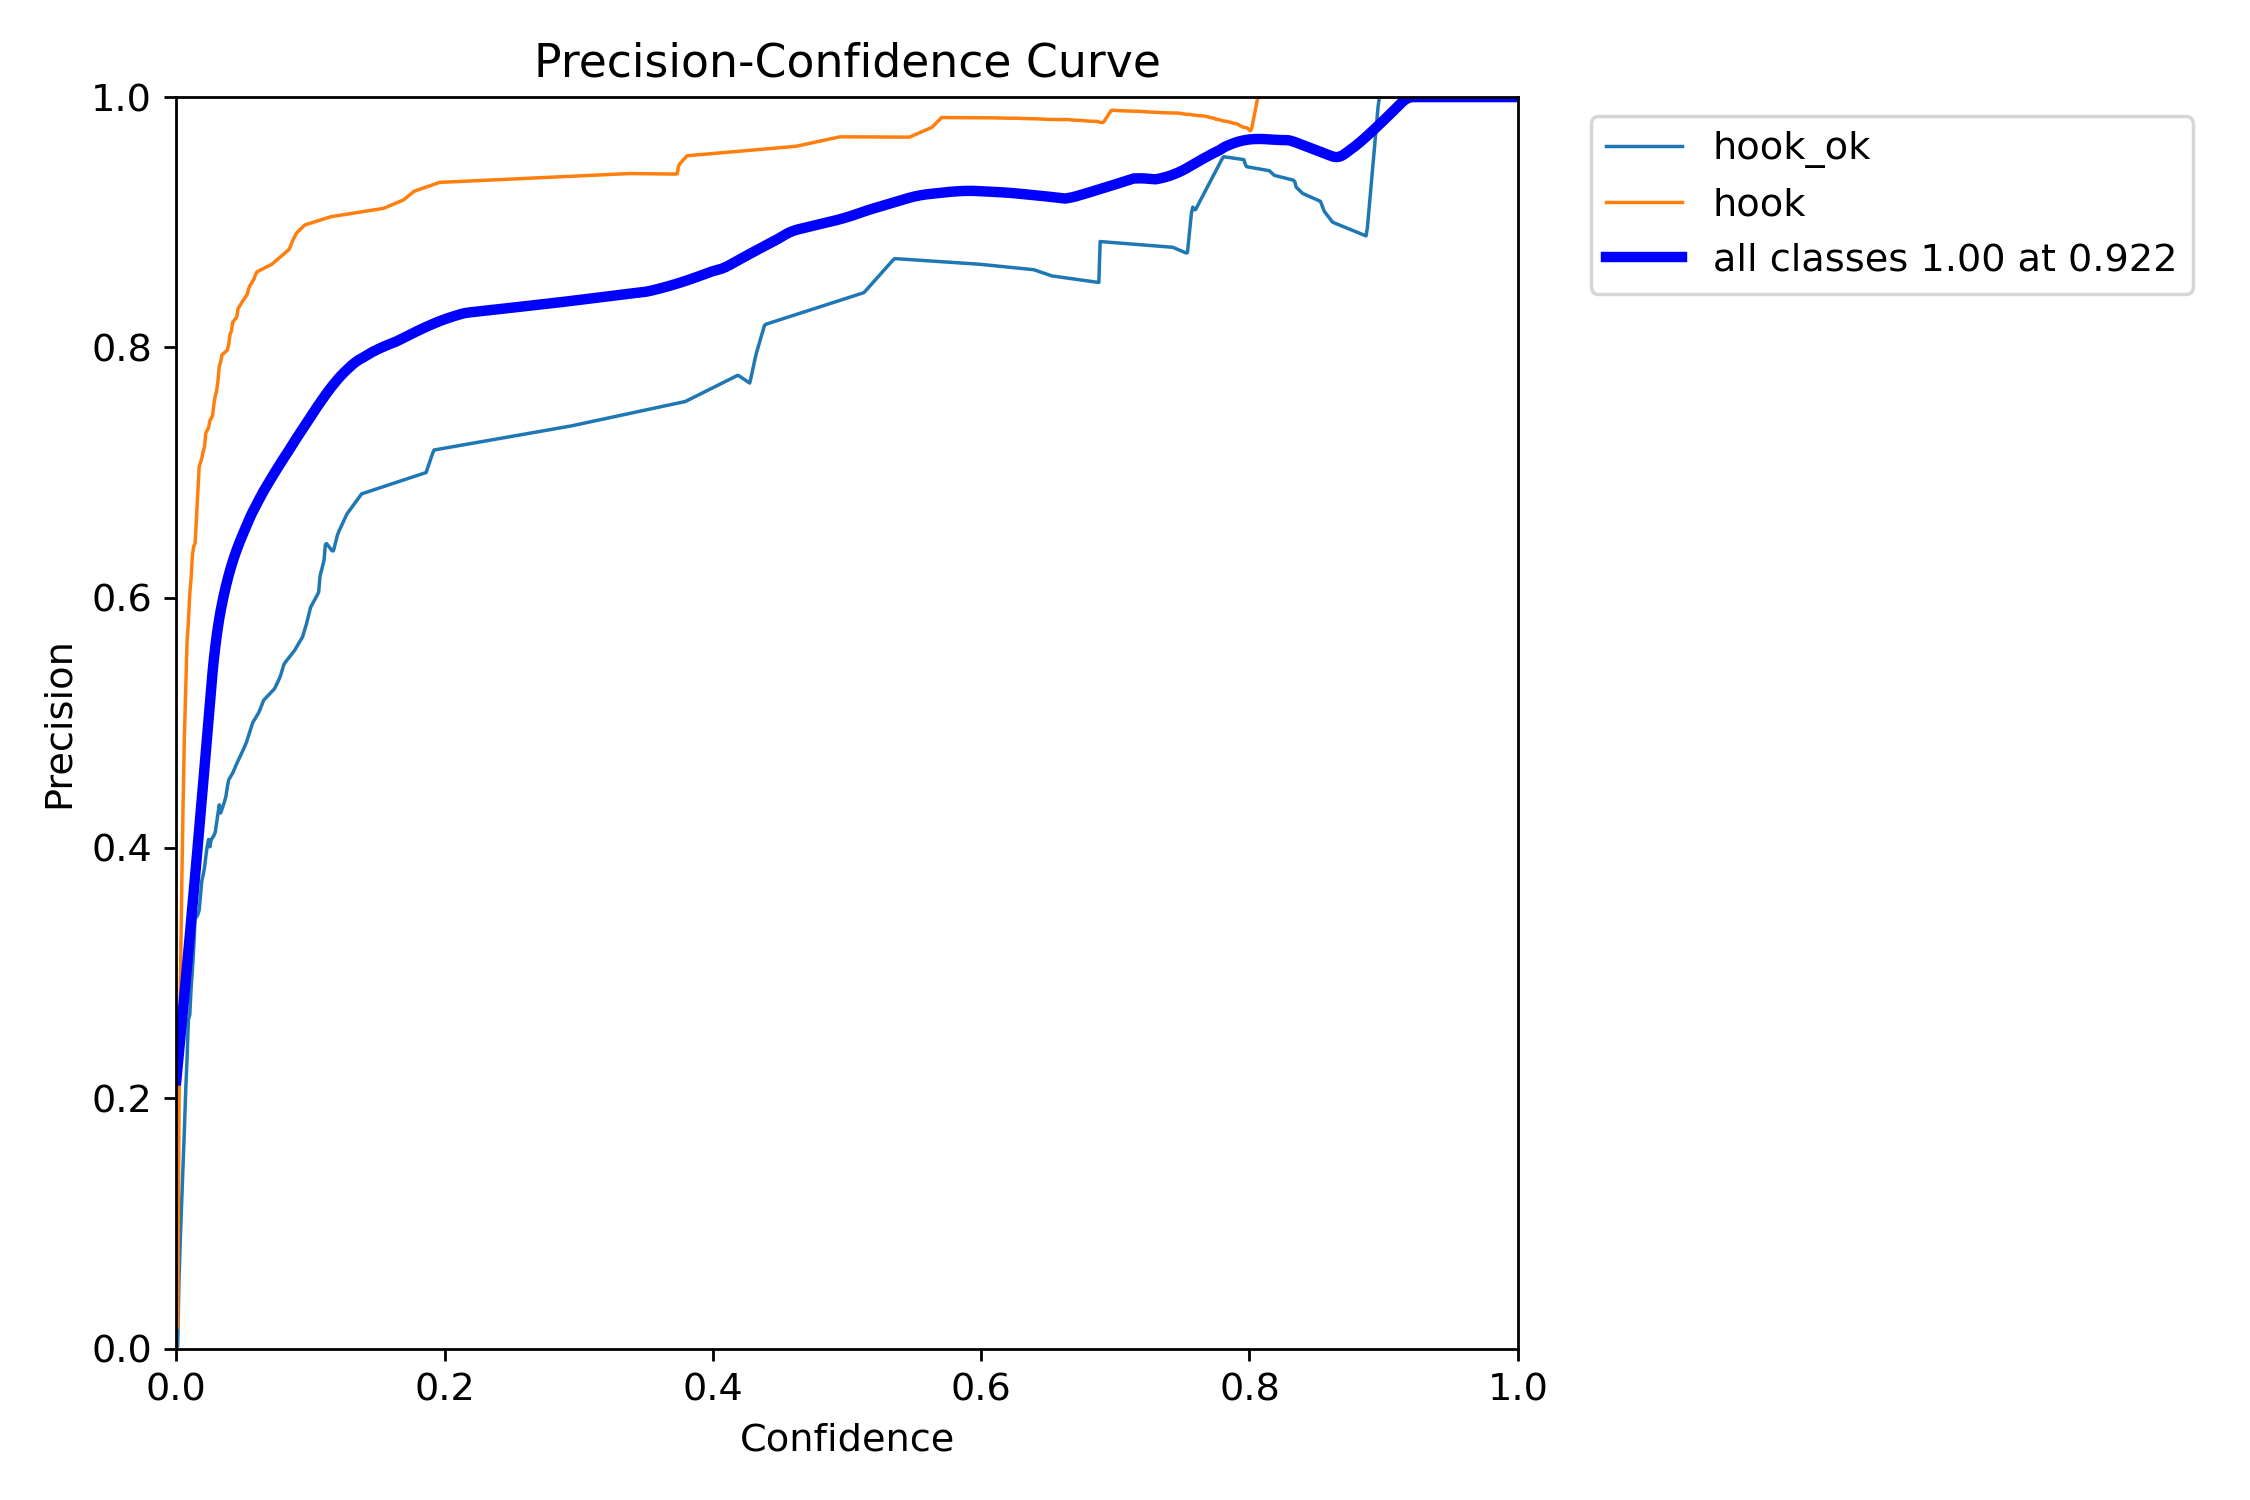 Precision-Confidence Curve
1.0
0.8
0.6
0.4
0.2
0.0
Precision
0.0 0.2 0.4 0.6 0.8 1.0
Confidence
hook_ok
hook
all classes 1.00 at 0.922